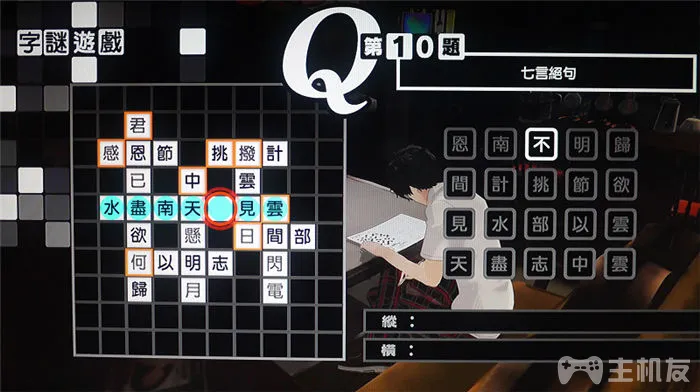 字謎遊戲
Q
第10題
七言絕句
君
感恩節 挑撥計
已 中 雲
水盡南天 見雲
欲 懸 日間部
何以明志 閃
歸 月 電
恩南不明歸
間計挑節欲
見水部以雲
天盡志中雲
縱：
橫：
主机友